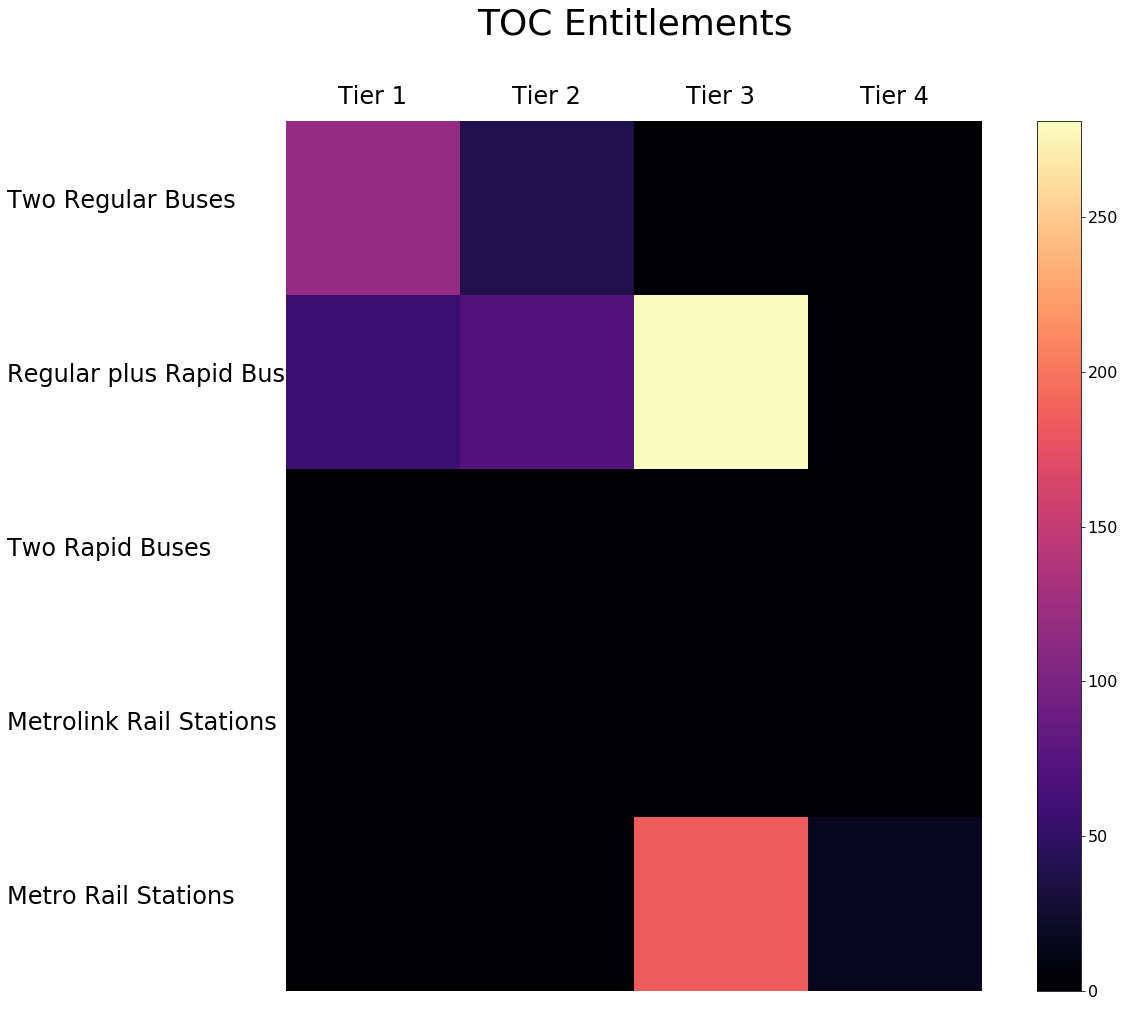 TOC Entitlements
Tier 1 Tier 2 Tier 3 Tier 4
Two Regular Buses
Regular plus Rapid Bus
Two Rapid Buses
Metrolink Rail Stations
Metro Rail Stations
250
200
150
100
50
0